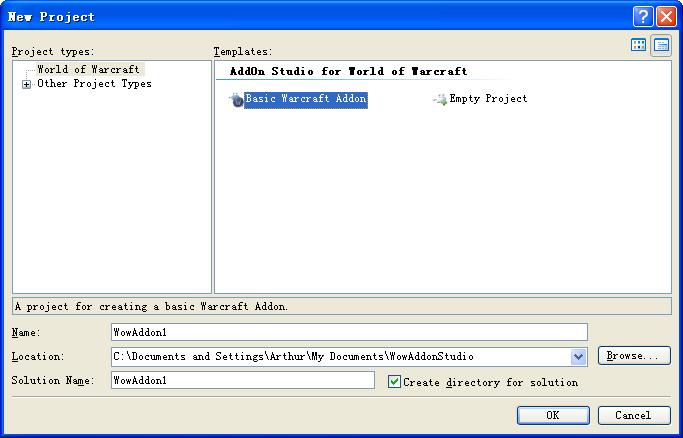 New Project
Project types:
Templates:
World of Warcraft
Other Project Types
AddOn Studio for World of Warcraft
Basic Warcraft Addon
Empty Project
A project for creating a basic Warcraft Addon.
Name:
WowAddon1
Location:
C:\Documents and Settings\Arthur\My Documents\WowAddonStudio
Browse...
Solution Name:
WowAddon1
Create directory for solution
OK
Cancel